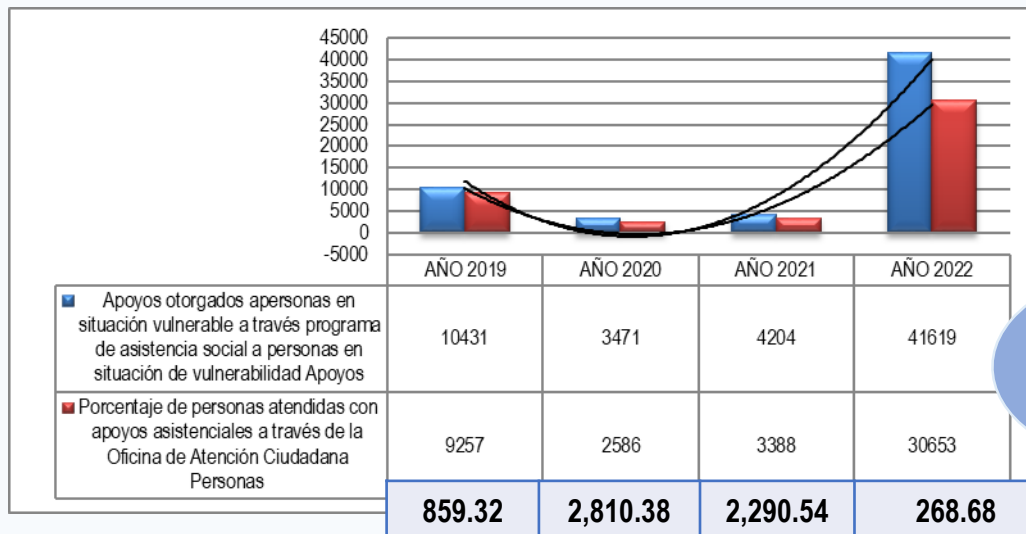 45000
40000
35000
30000
25000
20000
15000
10000
5000
0
-5000
AÑO 2019 AÑO 2020 AÑO 2021 AÑO 2022
Apoyos otorgados apersonas en
situación vulnerable a través programa
de asistencia social a personas en
situación de vulnerabilidad Apoyos
10431 3471 4204 41619
Porcentaje de personas atendidas con
apoyos asistenciales a través de la
Oficina de Atención Ciudadana
Personas
9257 2586 3388 30653
859.32 2,810.38 2,290.54 268.68